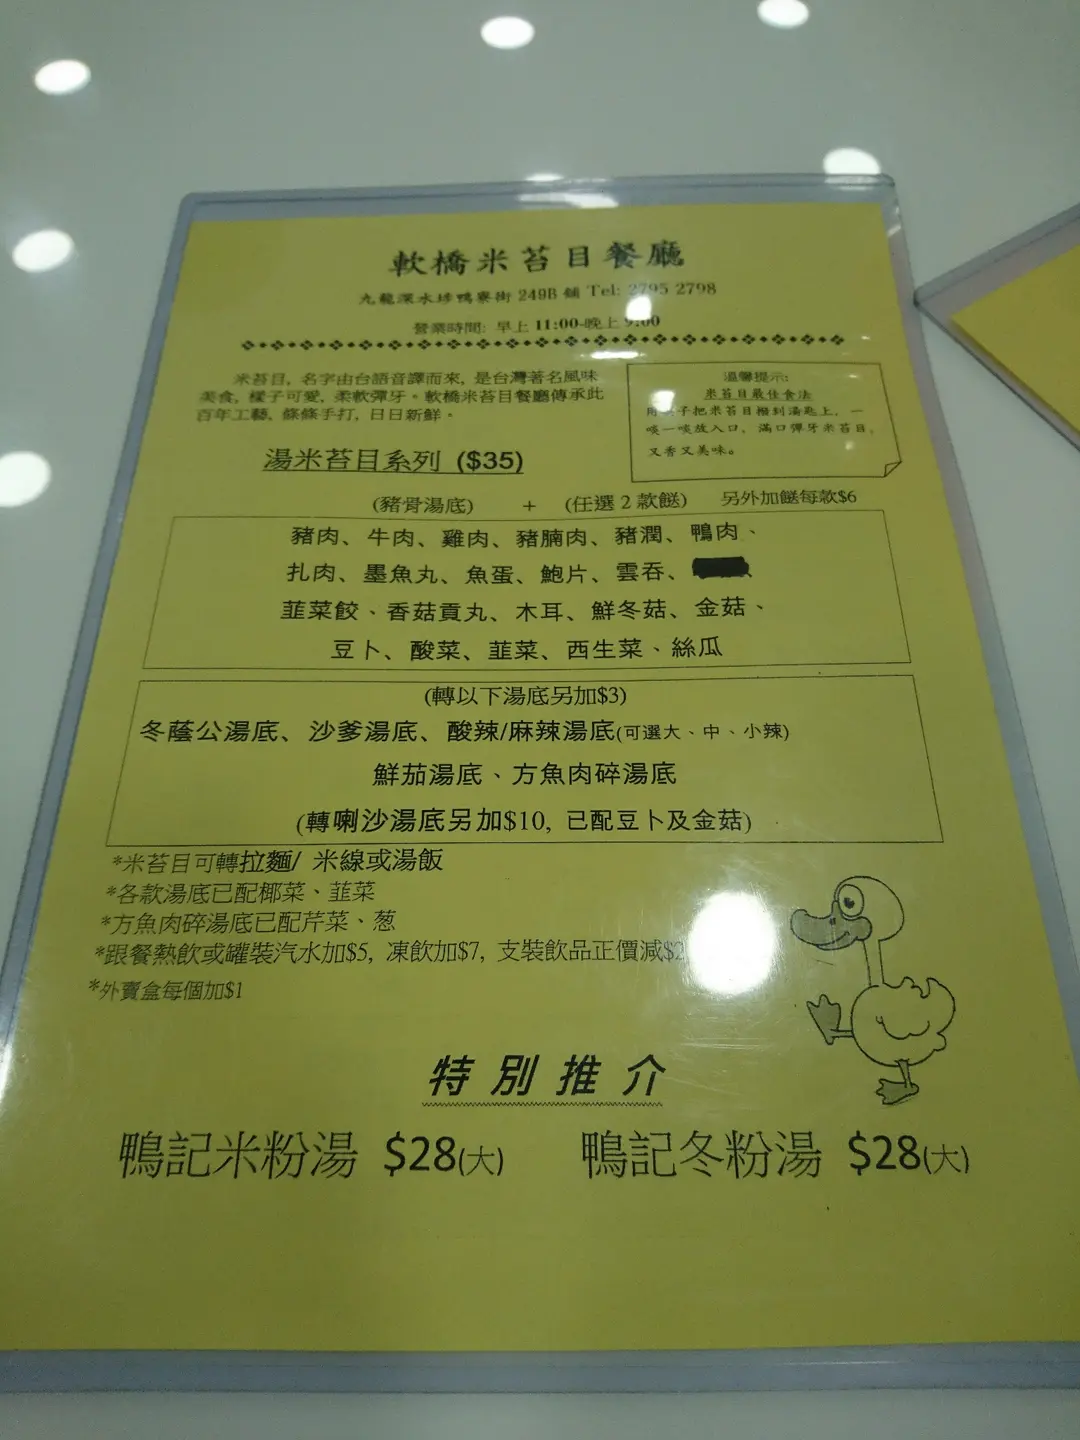 軟橋米苔目餐廳
九龍深水埗鴨寮街 249B 舖 Tel: 2795 2798
營業時間: 早上 11:00-晚上 9:00
米苔目, 名字由台語音譯而來, 是台灣著名風味
美食, 樣子可愛, 柔軟彈牙。軟橋米苔目餐廳傳承此
百年工藝, 條條手打, 日日新鮮。
溫馨提示:
米苔目最佳食法
用 子把米苔目撥到湯匙上, 一
啖一啖放入口, 滿口彈牙米苔目,
又香又美味。
湯米苔目系列 ($35)
(豬骨湯底) + (任選 2 款餸) 另外加餸每款$6
豬肉、牛肉、雞肉、豬腩肉、豬潤、鴨肉、
扎肉、墨魚丸、魚蛋、鮑片、雲吞、
韮菜餃、香菇貢丸、木耳、鮮冬菇、金菇、
豆卜、酸菜、韮菜、西生菜、絲瓜
(轉以下湯底另加$3)
冬蔭公湯底、沙爹湯底、酸辣/麻辣湯底(可選大、中、小辣)
鮮茄湯底、方魚肉碎湯底
(轉喇沙湯底另加$10, 已配豆卜及金菇)
*米苔目可轉拉麵/ 米線或湯飯
*各款湯底已配椰菜、韮菜
*方魚肉碎湯底已配芹菜、葱
*跟餐熱飲或罐裝汽水加$5, 凍飲加$7, 支裝飲品正價減$2
*外賣盒每個加$1
特別推介
鴨記米粉湯 $28(大) 鴨記冬粉湯 $28(大)